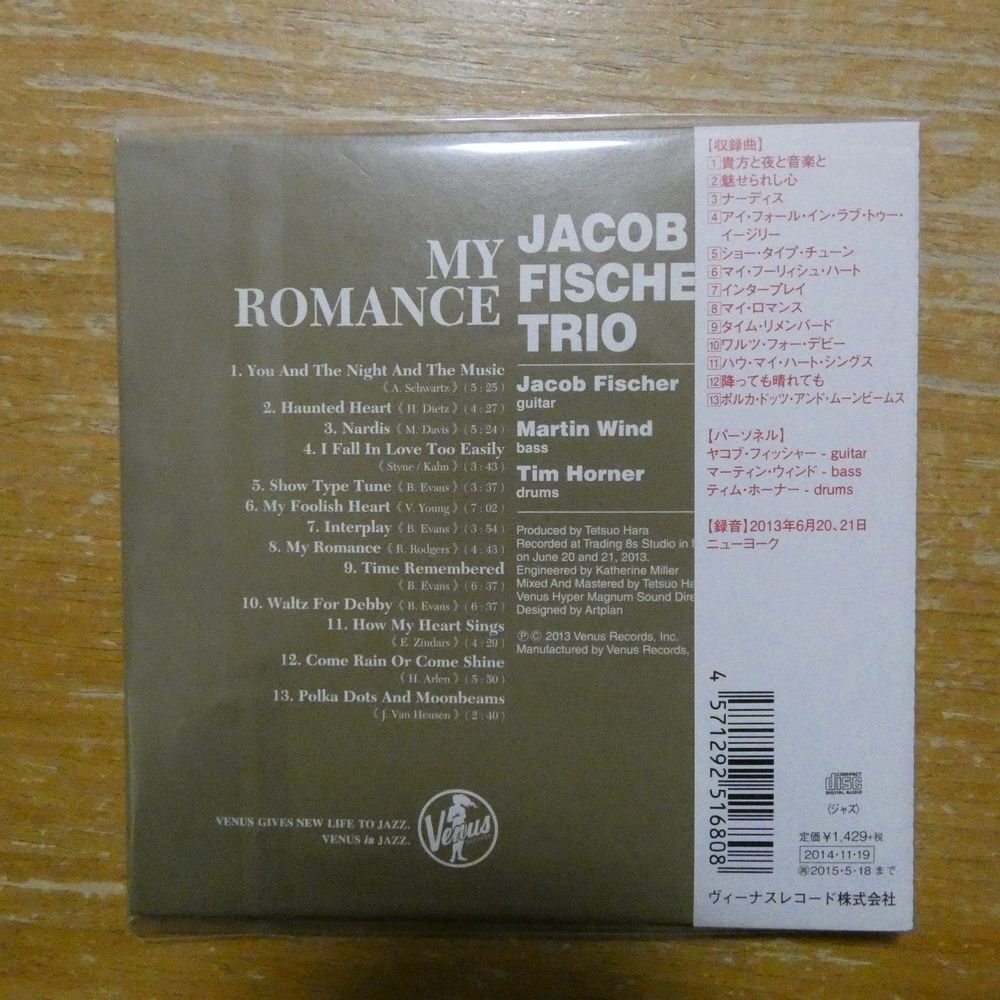 MY
ROMANCE
1. You And The Night And The Music
《 A. Schwartz 》 ( 5 : 25 )
2. Haunted Heart 《 H. Dietz 》 ( 4 : 27 )
3. Nardis 《 M. Davis 》 ( 5 : 24 )
4. I Fall In Love Too Easily
《 Styne / Kahn 》 ( 3 : 43 )
5. Show Type Tune 《 B. Evans 》 ( 3 : 37 )
6. My Foolish Heart 《 V. Young 》 ( 7 : 02 )
7. Interplay 《 B. Evans 》 ( 3 : 54 )
8. My Romance 《 R. Rodgers 》 ( 4 : 43 )
9. Time Remembered
《 B. Evans 》 ( 6 : 37 )
10. Waltz For Debby 《 B. Evans 》 ( 6 : 37 )
11. How My Heart Sings
《 E. Zindars 》 ( 4 : 29 )
12. Come Rain Or Come Shine
《 H. Arlen 》 ( 5 : 50 )
13. Polka Dots And Moonbeams
《 J. Van Heusen 》 ( 2 : 40 )
VENUS GIVES NEW LIFE TO JAZZ.
VENUS is JAZZ.
Venus
JACOB
FISCHE
TRIO
Jacob Fischer
guitar
Martin Wind
bass
Tim Horner
drums
Produced by Tetsuo Hara
Recorded at Trading 8s Studio in
on June 20 and 21, 2013.
Engineered by Katherine Miller
Mixed And Mastered by Tetsuo Ha
Venus Hyper Magnum Sound Dire
Designed by Artplan
ⓅⒸ 2013 Venus Records, Inc.
Manufactured by Venus Records,
【収録曲】
1 貴方と夜と音楽と
2 魅せられし心
3 ナーディス
4 アイ・フォール・イン・ラブ・トゥー・
イージリー
5 ショー・タイプ・チューン
6 マイ・フーリィシュ・ハート
7 インタープレイ
8 マイ・ロマンス
9 タイム・リメンバード
10 ワルツ・フォー・デビー
11 ハウ・マイ・ハート・シングス
12 降っても晴れても
13 ポルカ・ドッツ・アンド・ムーンビームス
【パーソネル】
ヤコブ・フィッシャー - guitar
マーティン・ウィンド - bass
ティム・ホーナー - drums
【録音】2013年6月20、21日
ニューヨーク
4 571292 516808
COMPACT
disc
DIGITAL AUDIO
〈ジャズ〉
定価¥1,429+税
2014・11・19
㊢2015・5・18まで
ヴィーナスレコード株式会社